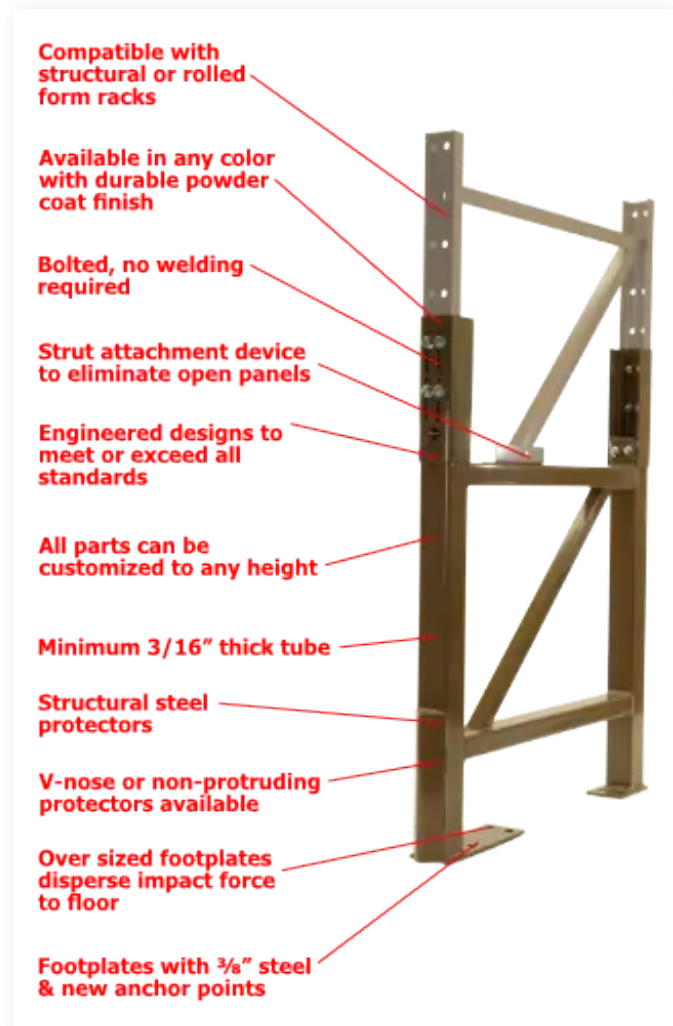 Compatible with
structural or rolled
form racks
Available in any color
with durable powder
coat finish
Bolted, no welding
required
Strut attachment device
to eliminate open panels
Engineered designs to
meet or exceed all
standards
All parts can be
customized to any height
Minimum 3/16” thick tube
Structural steel
protectors
V-nose or non-protruding
protectors available
Over sized footplates
disperse impact force
to floor
Footplates with ⅜” steel
& new anchor points